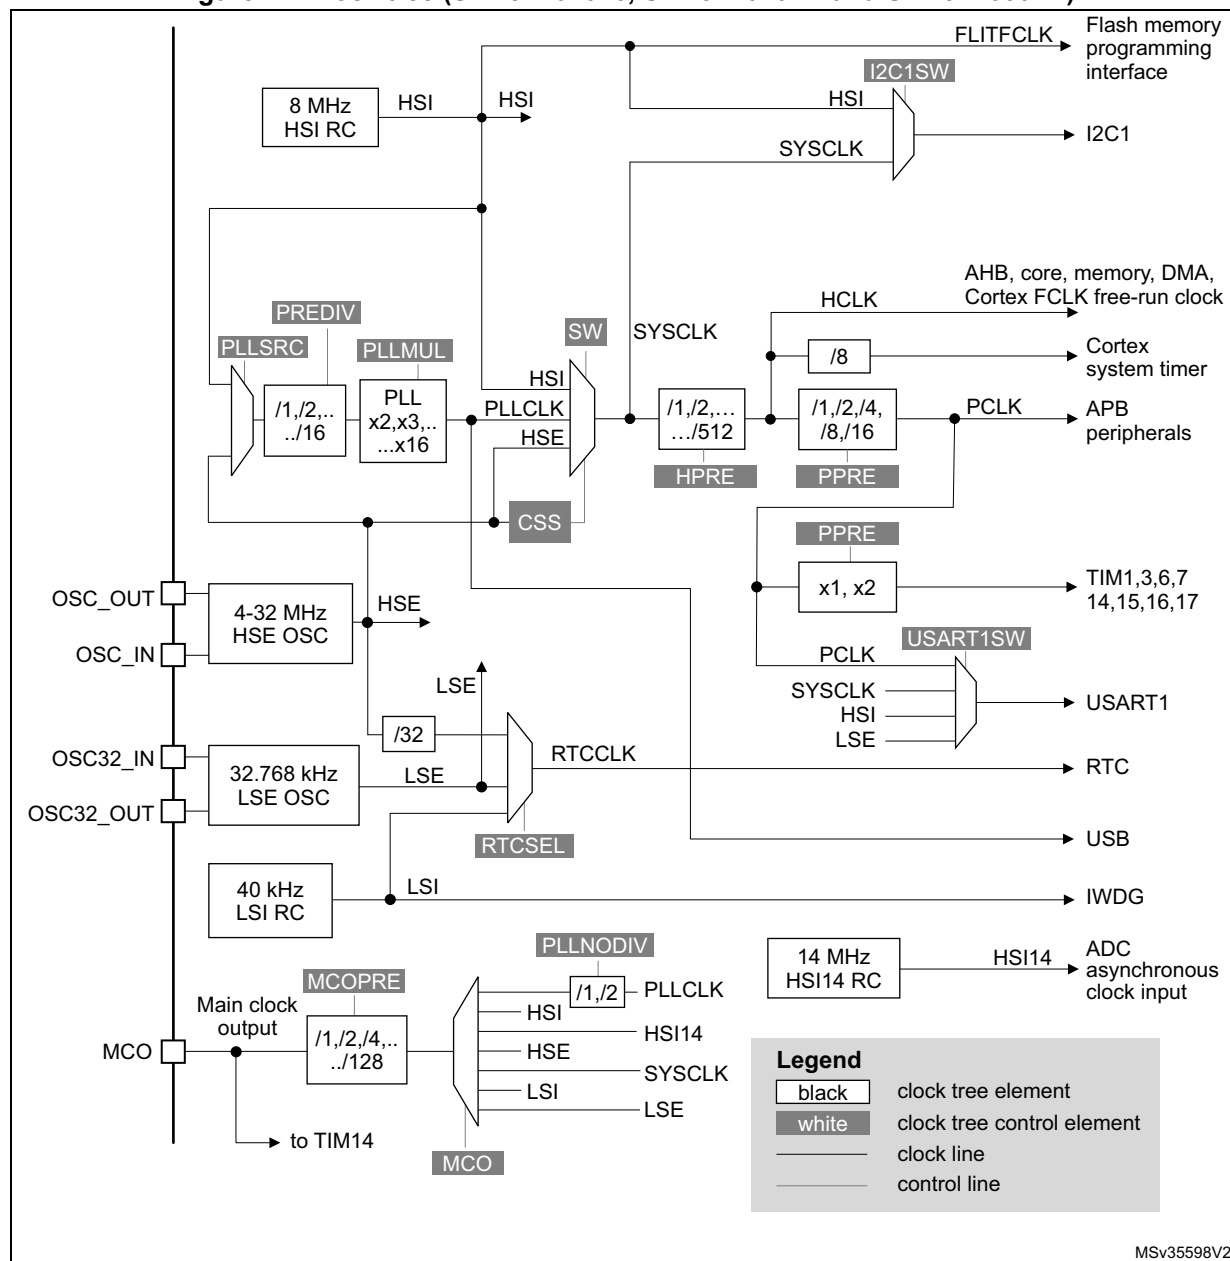 FLITFCLK
Flash memory
programming
interface
I2C1SW
8 MHz
HSI RC
HSI
HSI
HSI
SYSCLK
I2C1
AHB, core, memory, DMA,
Cortex FCLK free-run clock
HCLK
PREDIV
PLLSRC
PLLMUL
SW
SYSCLK
/8
Cortex
system timer
/1,/2,..
../16
PLL
x2,x3,..
...x16
HSI
PLLCLK
HSE
/1,/2,…
…/512
/1,/2,/4,
/8,/16
PCLK
APB
peripherals
HPRE
PPRE
CSS
PPRE
x1, x2
TIM1,3,6,7
14,15,16,17
OSC_OUT
OSC_IN
4-32 MHz
HSE OSC
HSE
USART1SW
PCLK
SYSCLK
HSI
LSE
USART1
LSE
/32
OSC32_IN
OSC32_OUT
32.768 kHz
LSE OSC
LSE
RTCCLK
RTC
RTCSEL
USB
40 kHz
LSI RC
LSI
IWDG
PLLNODIV
14 MHz
HSI14 RC
HSI14
ADC
asynchronous
clock input
MCOPRE
/1,/2
PLLCLK
Main clock
output
HSI
HSI14
MCO
/1,/2,/4,..
../128
HSE
SYSCLK
LSI
LSE
to TIM14
MCO
Legend
black
clock tree element
white
clock tree control element
clock line
control line
MSv35598V2